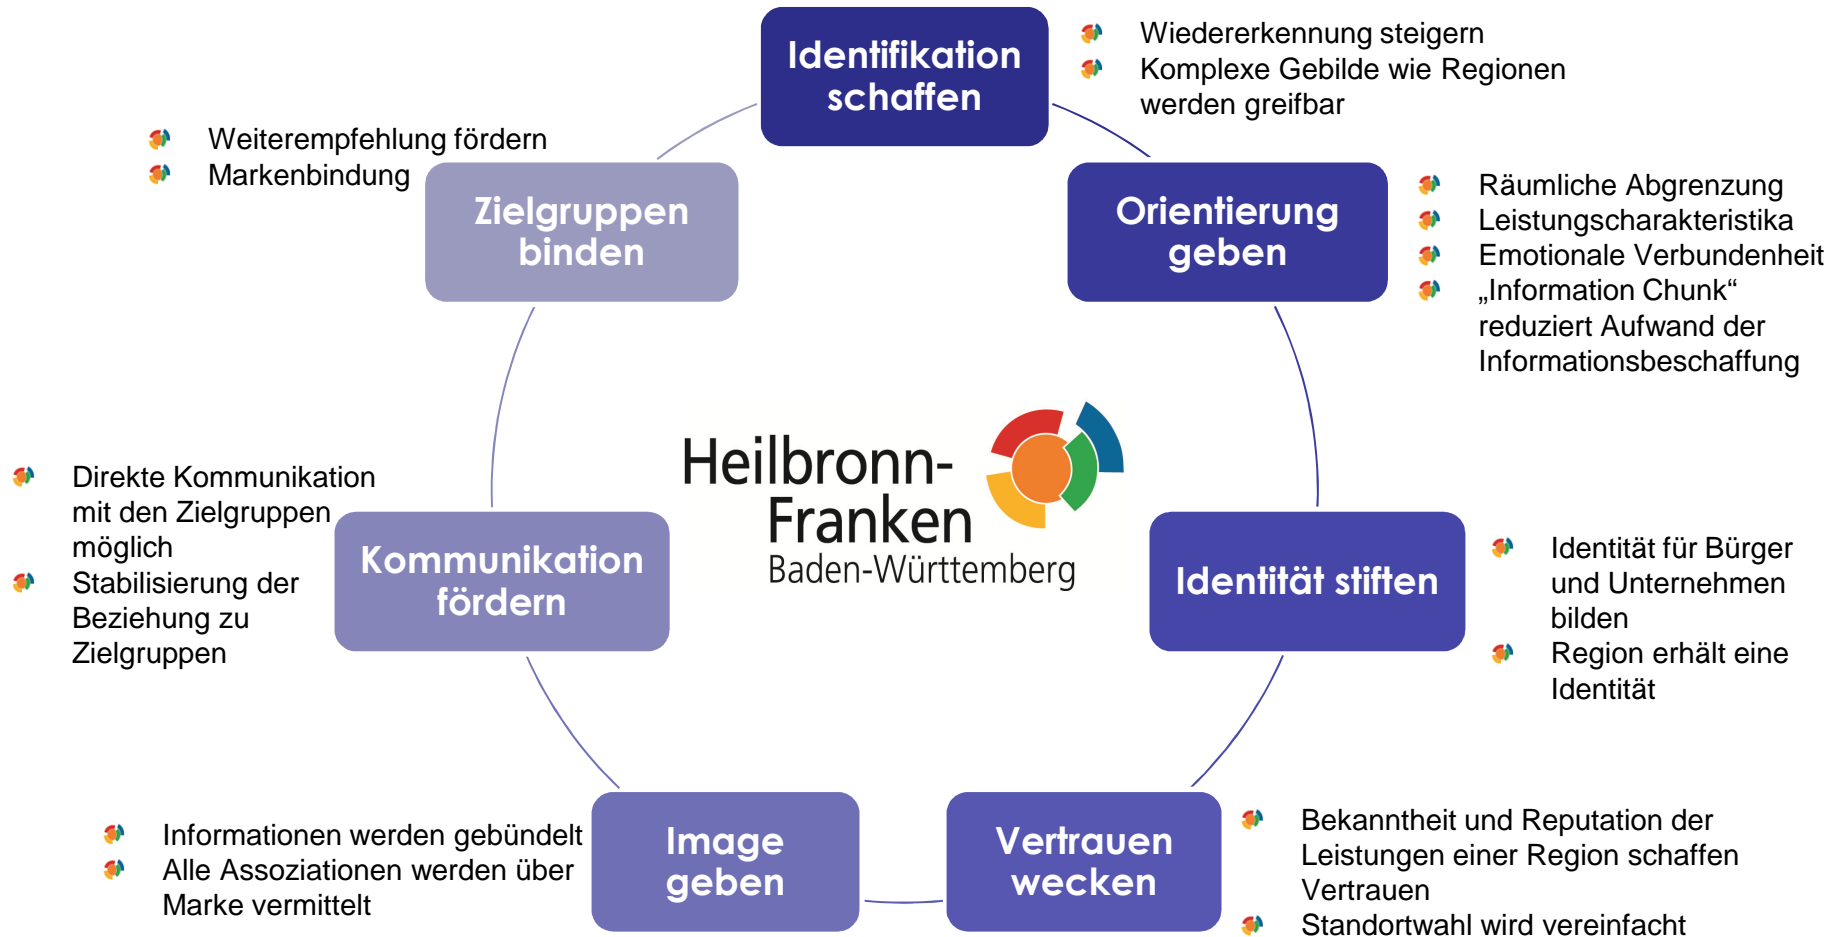 Identifikation
schaffen
Wiedererkennung steigern
Komplexe Gebilde wie Regionen
werden greifbar
Orientierung
geben
Räumliche Abgrenzung
Leistungscharakteristika
Emotionale Verbundenheit
„Information Chunk“
reduziert Aufwand der
Informationsbeschaffung
Identität stiften
Identität für Bürger
und Unternehmen
bilden
Region erhält eine
Identität
Vertrauen
wecken
Bekanntheit und Reputation der
Leistungen einer Region schaffen
Vertrauen
Standortwahl wird vereinfacht
Image
geben
Informationen werden gebündelt
Alle Assoziationen werden über
Marke vermittelt
Kommunikation
fördern
Direkte Kommunikation
mit den Zielgruppen
möglich
Stabilisierung der
Beziehung zu
Zielgruppen
Zielgruppen
binden
Weiterempfehlung fördern
Markenbindung
Heilbronn-
Franken
Baden-Württemberg